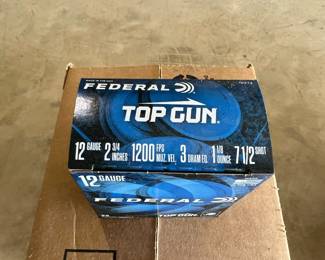 FEDERAL
TOP GUN.
12 GAUGE 2 3/4 INCHES 1200 FPS MUZ. VEL. 3 DRAM EQ. 1 1/8 OUNCE 7 1/2 SHOT
12 GAUGE
FEDERAL
TOP GUN